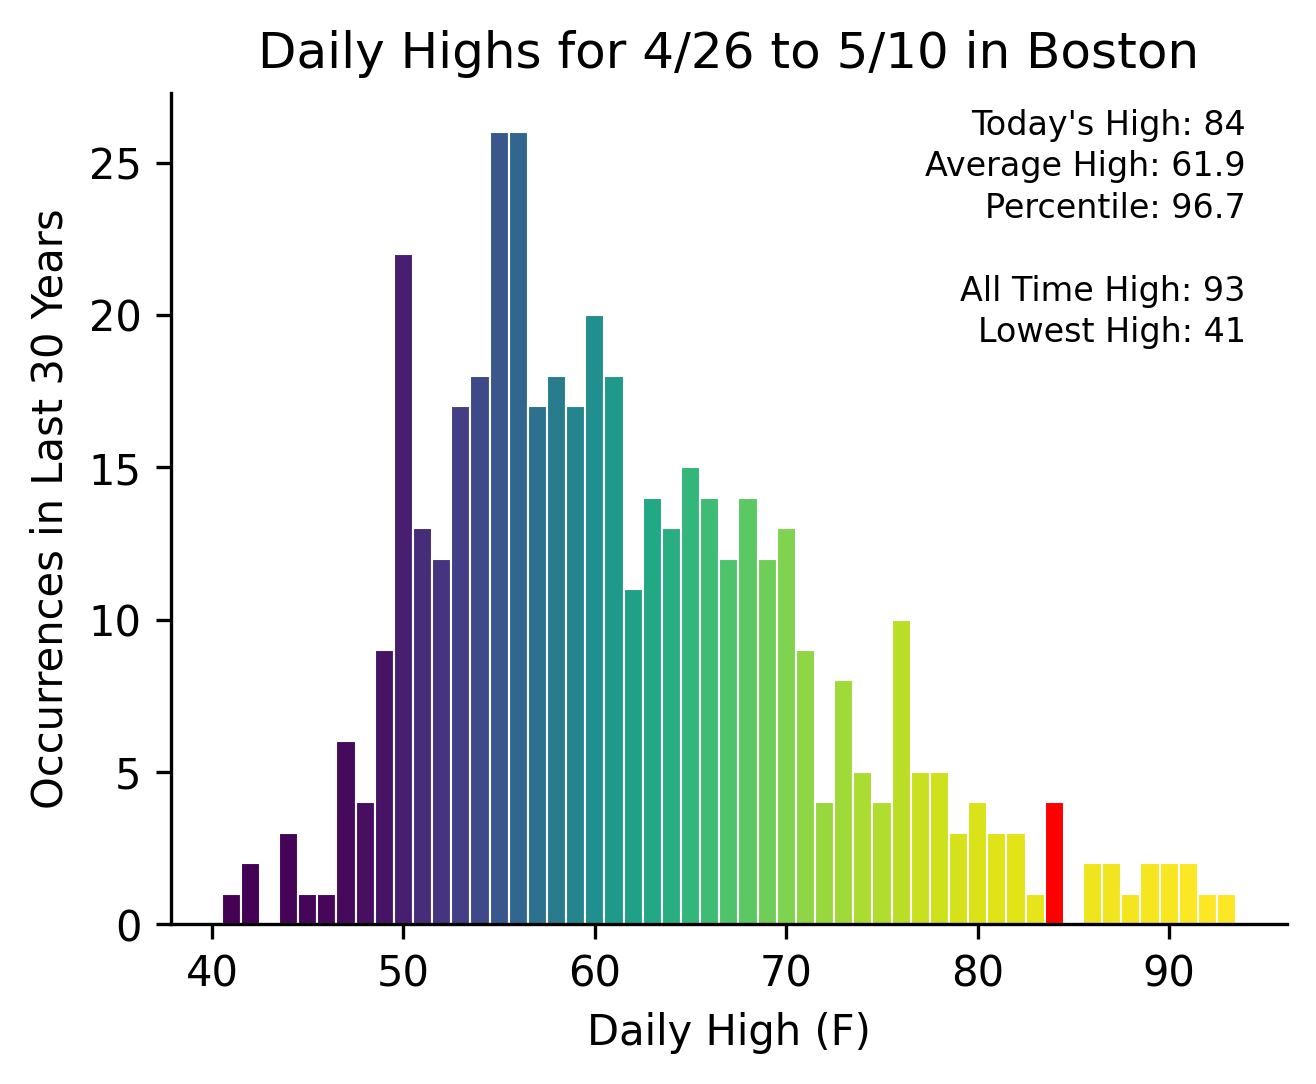 Daily Highs for 4/26 to 5/10 in Boston
Today's High: 84
Average High: 61.9
Percentile: 96.7
All Time High: 93
Lowest High: 41
Occurrences in Last 30 Years
25
20
15
10
5
0
40 50 60 70 80 90
Daily High (F)